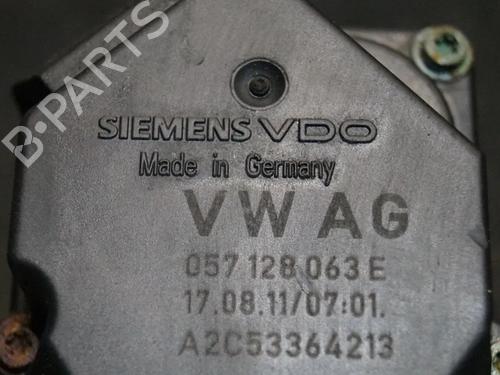 B-PARTS
SIEMENS VDO
Made in Germany
VW AG
057 128 063 E
17.08.11/07:01.
A2C53364213